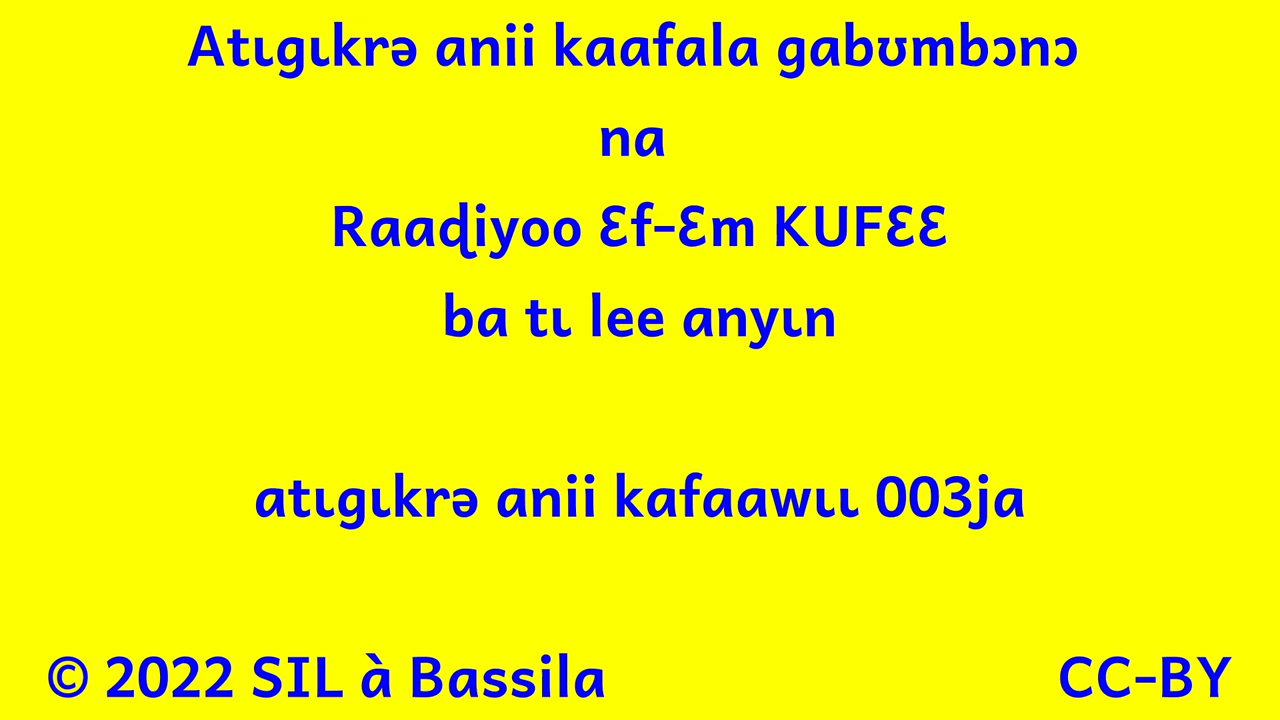 Atɩgɩkrə anii kaafala gabʊmbɔnɔ
na
Raaɖiyoo Ɛf-Ɛm KUFƐƐ
ba tɩ lee anyɩn
atɩgɩkrə anii kafaawɩɩ 003ja
© 2022 SIL à Bassila CC-BY